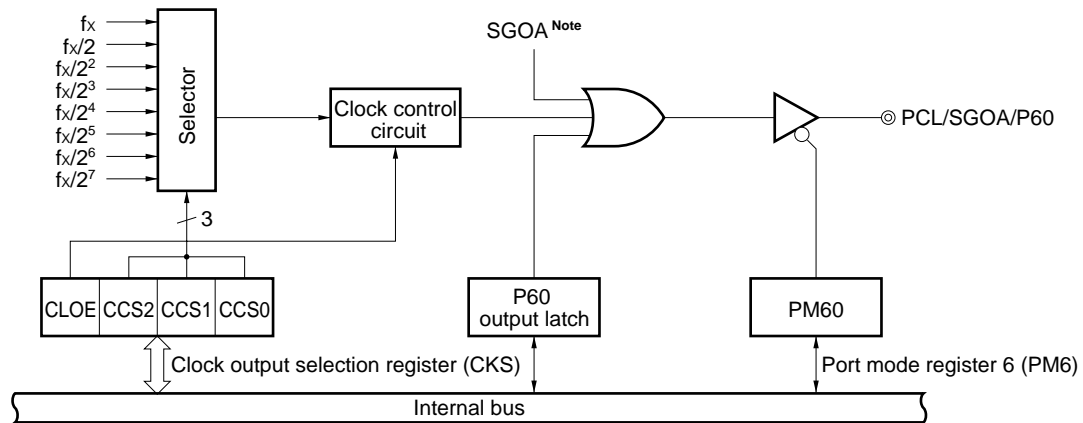 fX
fX/2
fX/2²
fX/2³
fX/2⁴
fX/2⁵
fX/2⁶
fX/2⁷
Selector
3
Clock control
circuit
SGOA Note
PCL/SGOA/P60
CLOE CCS2 CCS1 CCS0
P60
output latch
PM60
Clock output selection register (CKS)
Port mode register 6 (PM6)
Internal bus